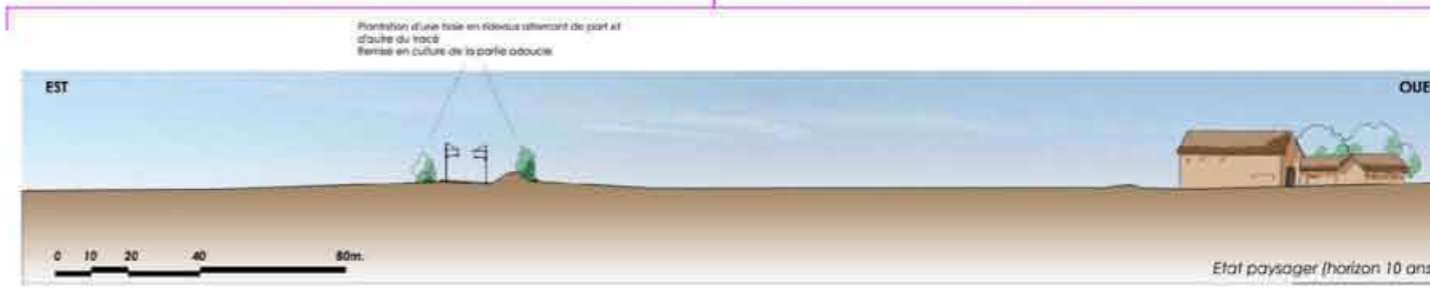 Plantation d'une haie en rideaux alternant de part et
d'autre du tracé
Remise en culture de la partie adoucie
EST
OUE
0 10 20 40 80m.
Etat paysager (horizon 10 ans